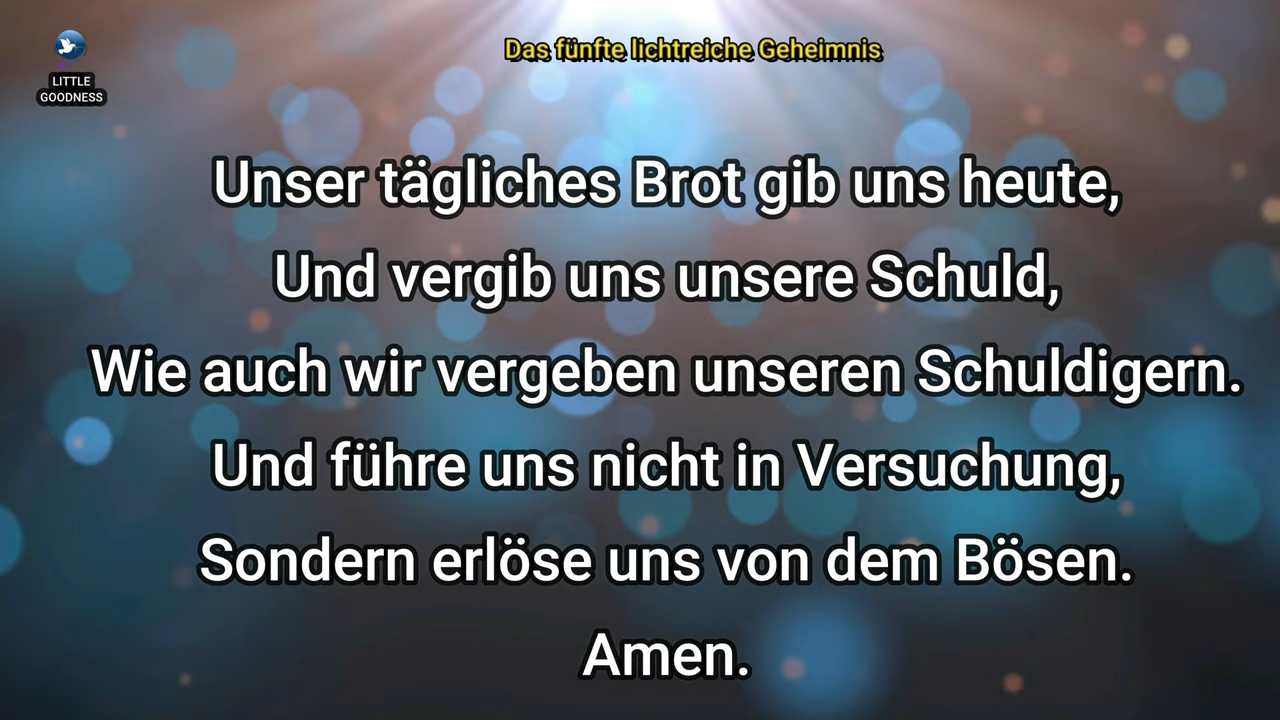 LITTLE
GOODNESS
Das fünfte lichtreiche Geheimnis
Unser tägliches Brot gib uns heute,
Und vergib uns unsere Schuld,
Wie auch wir vergeben unseren Schuldigern.
Und führe uns nicht in Versuchung,
Sondern erlöse uns von dem Bösen.
Amen.